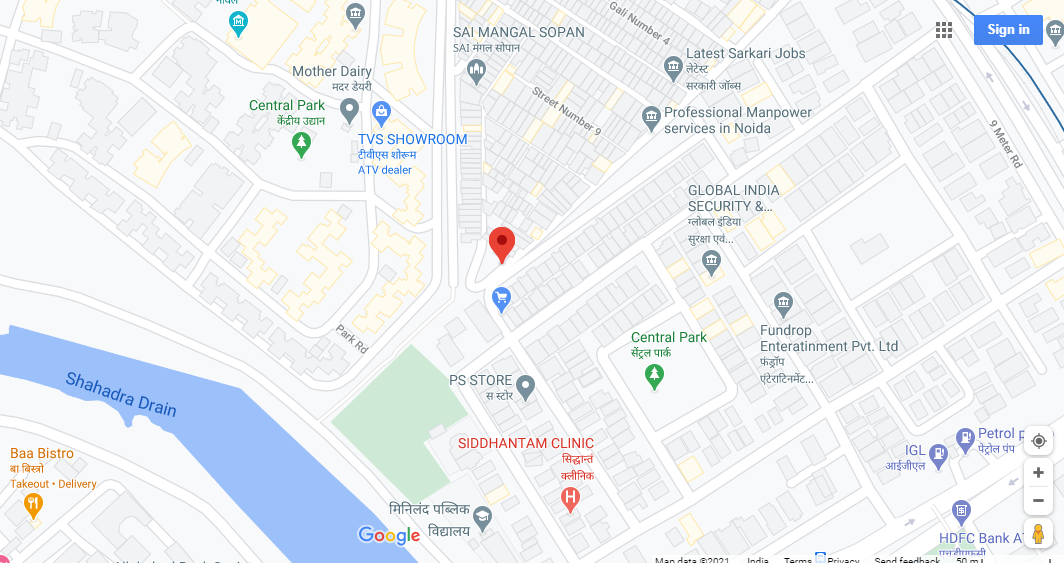 Gali Number 4
Sign in
SAI MANGAL SOPAN
SAI मंगल सोपान
Latest Sarkari Jobs
लेटेस्ट
सरकारी जॉब्स
Mother Dairy
मदर डेयरी
Central Park
केंद्रीय उद्यान
Street Number 9
Professional Manpower
services in Noida
9 Meter Rd
TVS SHOWROOM
टीवीएस शोरूम
ATV dealer
GLOBAL INDIA
SECURITY &...
ग्लोबल इंडिया
सुरक्षा एवं...
Park Rd
Central Park
सेंट्रल पार्क
Fundrop
Enteratinment Pvt. Ltd
फंड्रॉप
एंटेराटिनमेंट...
Shahadra Drain
PS STORE
स स्टोर
SIDDHANTAM CLINIC
सिद्धान्तं
क्लीनिक
H
Baa Bistro
बा बिस्त्रो
Takeout • Delivery
IGL
आईजीएल
Petrol p
पेट्रोल पंप
मिनिलंद पब्लिक
विद्यालय
Google
HDFC Bank AT
एचडीएफसी
Map data ©2021
India
Terms
Privacy
Send feedback
50 m